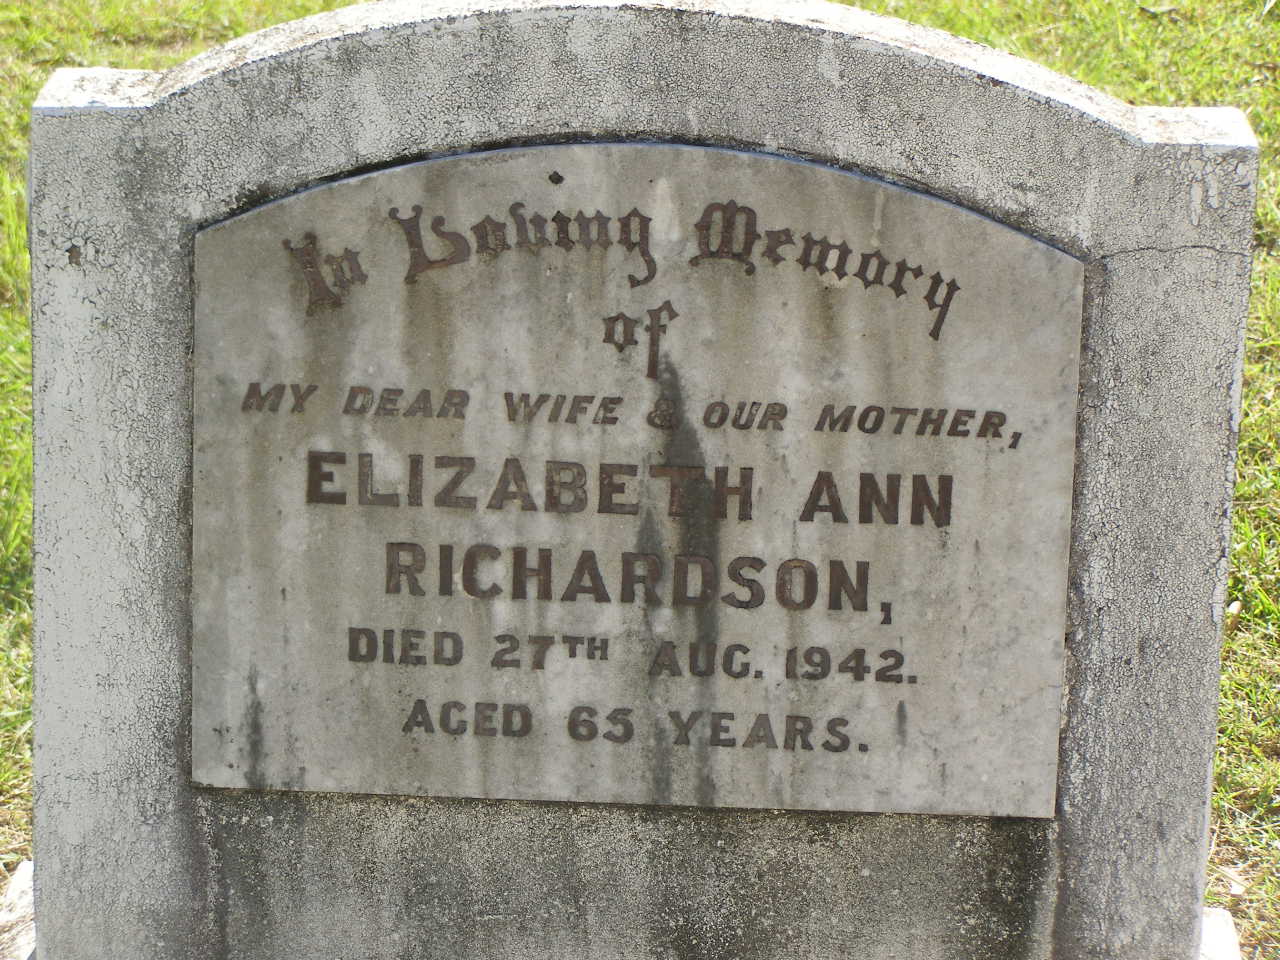 In Loving Memory
of
MY DEAR WIFE & OUR MOTHER,
ELIZABETH ANN
RICHARDSON,
DIED 27TH AUG. 1942.
AGED 65 YEARS.